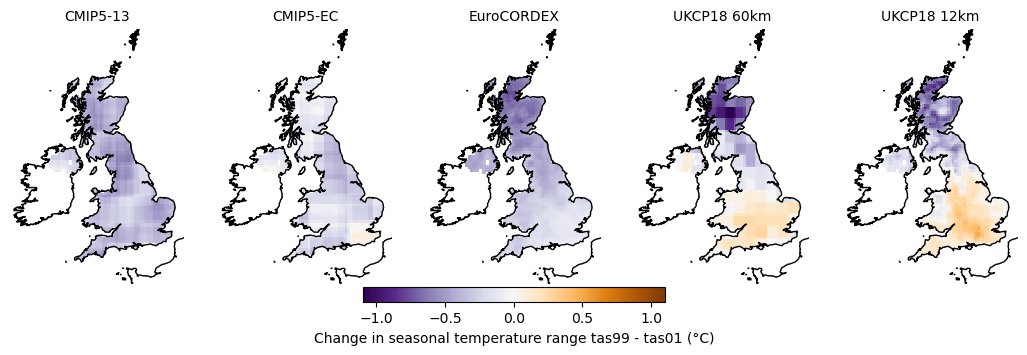 CMIP5-13 CMIP5-EC EuroCORDEX UKCP18 60km UKCP18 12km
−1.0 −0.5 0.0 0.5 1.0
Change in seasonal temperature range tas99 - tas01 (°C)